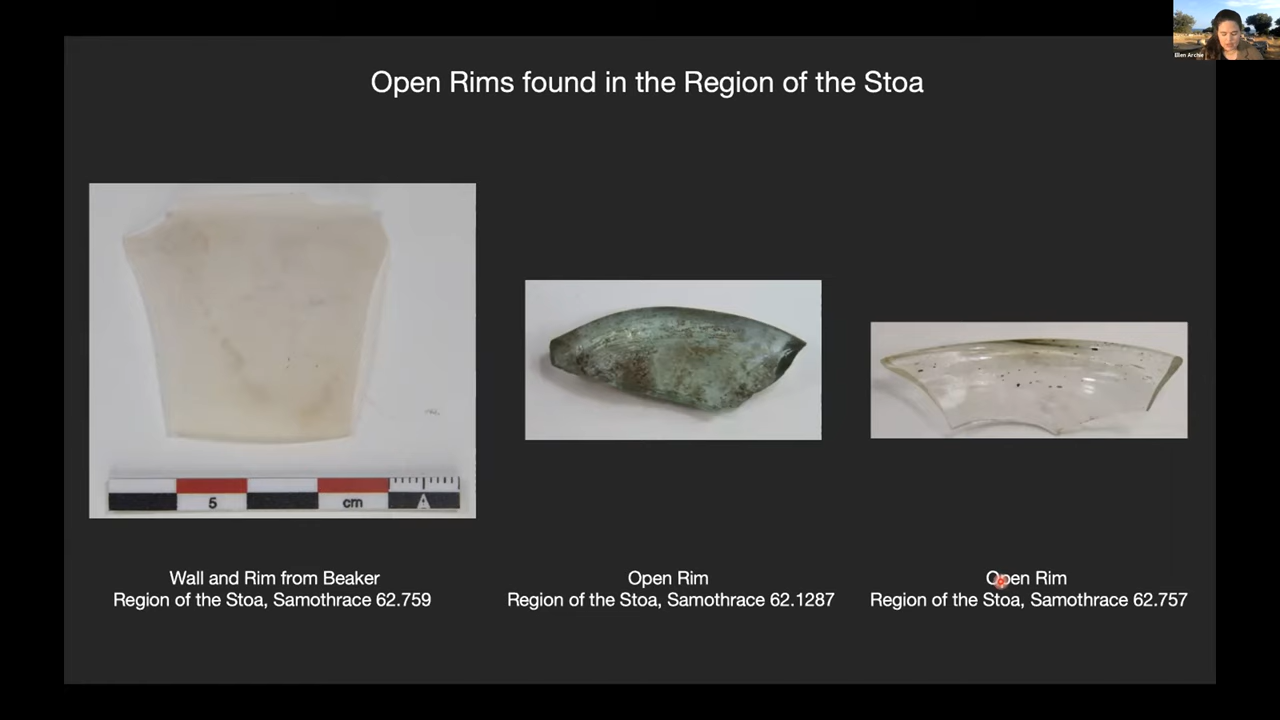 Ellen Archie
Open Rims found in the Region of the Stoa
5 cm
Wall and Rim from Beaker
Region of the Stoa, Samothrace 62.759
Open Rim
Region of the Stoa, Samothrace 62.1287
Open Rim
Region of the Stoa, Samothrace 62.757